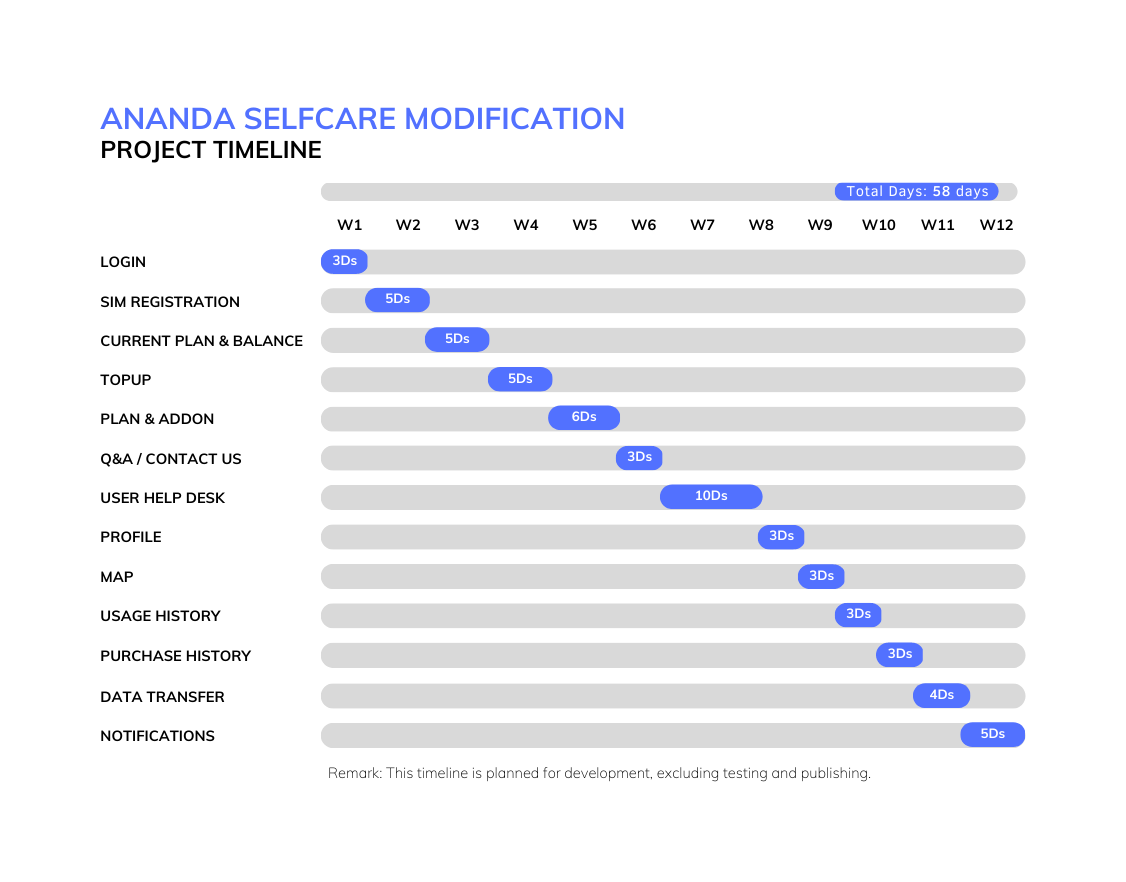 ANANDA SELFCARE MODIFICATION
PROJECT TIMELINE
Total Days: 58 days
W1 W2 W3 W4 W5 W6 W7 W8 W9 W10 W11 W12
LOGIN 3Ds
SIM REGISTRATION 5Ds
CURRENT PLAN & BALANCE 5Ds
TOPUP 5Ds
PLAN & ADDON 6Ds
Q&A / CONTACT US 3Ds
USER HELP DESK 10Ds
PROFILE 3Ds
MAP 3Ds
USAGE HISTORY 3Ds
PURCHASE HISTORY 3Ds
DATA TRANSFER 4Ds
NOTIFICATIONS 5Ds
Remark: This timeline is planned for development, excluding testing and publishing.